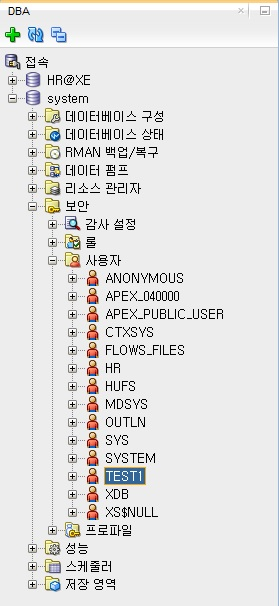 DBA
접속
HR@XE
system
데이터베이스 구성
데이터베이스 상태
RMAN 백업/복구
데이터 펌프
리소스 관리자
보안
감사 설정
롤
사용자
ANONYMOUS
APEX_040000
APEX_PUBLIC_USER
CTXSYS
FLOWS_FILES
HR
HUFS
MDSYS
OUTLN
SYS
SYSTEM
TEST1
XDB
XS$NULL
프로파일
성능
스케줄러
저장 영역